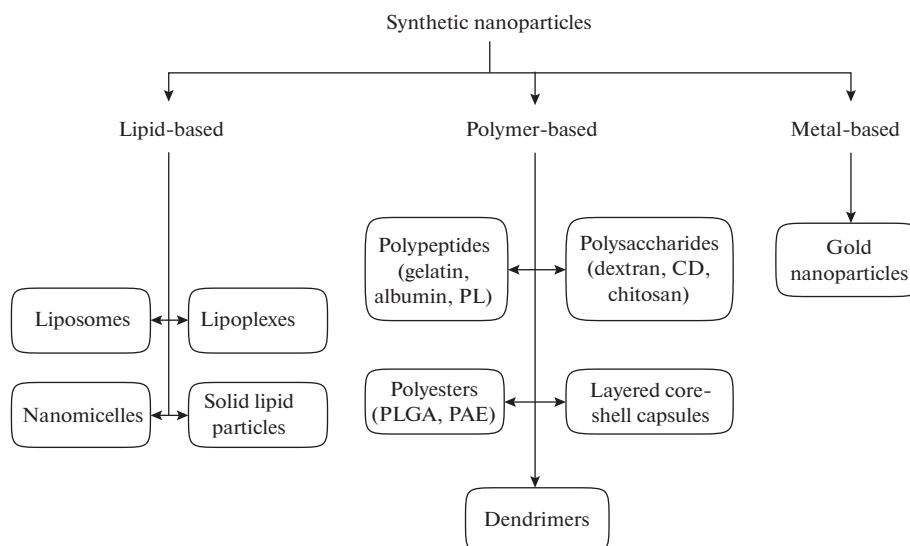 Synthetic nanoparticles
Lipid-based
Polymer-based
Metal-based
Polypeptides
(gelatin,
albumin, PL)
Polysaccharides
(dextran, CD,
chitosan)
Gold
nanoparticles
Liposomes
Lipoplexes
Nanomicelles
Solid lipid
particles
Polyesters
(PLGA, PAE)
Layered core-
shell capsules
Dendrimers